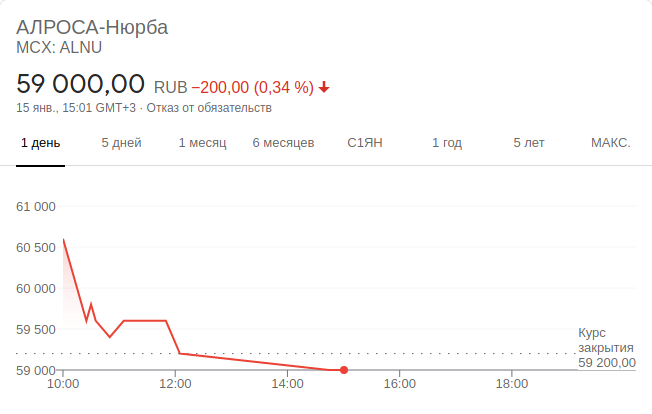 АЛРОСА-Нюрба
MCX: ALNU
59 000,00 RUB −200,00 (0,34 %)
15 янв., 15:01 GMT+3 · Отказ от обязательств
1 день 5 дней 1 месяц 6 месяцев С1ЯН 1 год 5 лет МАКС.
61 000
60 500
60 000
59 500
59 000
Курс
закрытия
59 200,00
10:00 12:00 14:00 16:00 18:00